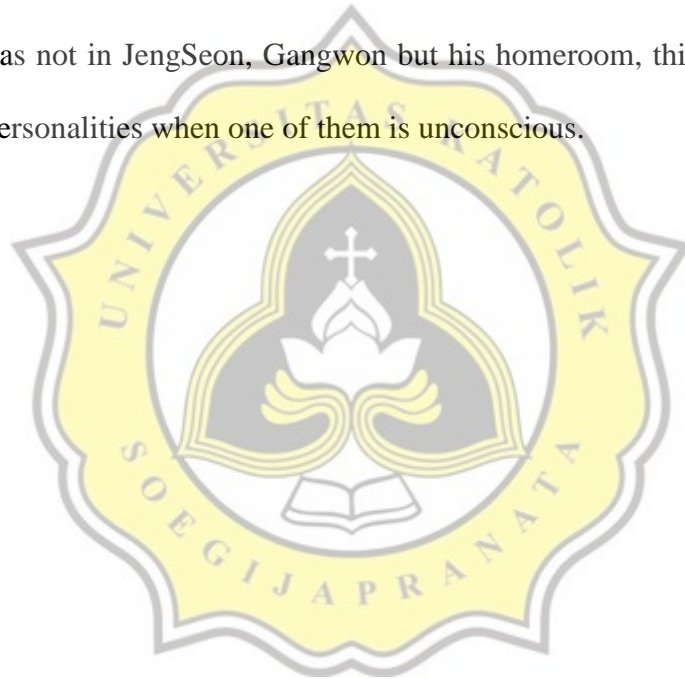 as not in JengSeon, Gangwon but his homeroom, thi
ersonalities when one of them is unconscious.
UNIVERSITAS KATOLIK
SOEGIJAPRANATA